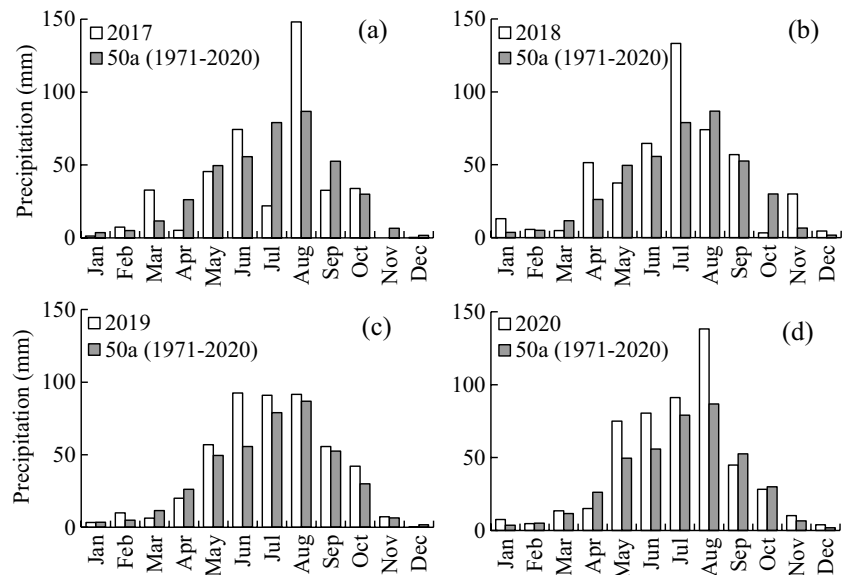 Precipitation (mm)
150
100
50
0
2017
50a (1971-2020)
(a)
Jan Feb Mar Apr May Jun Jul Aug Sep Oct Nov Dec
150
100
50
0
2018
50a (1971-2020)
(b)
Jan Feb Mar Apr May Jun Jul Aug Sep Oct Nov Dec
Precipitation (mm)
150
100
50
0
2019
50a (1971-2020)
(c)
Jan Feb Mar Apr May Jun Jul Aug Sep Oct Nov Dec
150
100
50
0
2020
50a (1971-2020)
(d)
Jan Feb Mar Apr May Jun Jul Aug Sep Oct Nov Dec